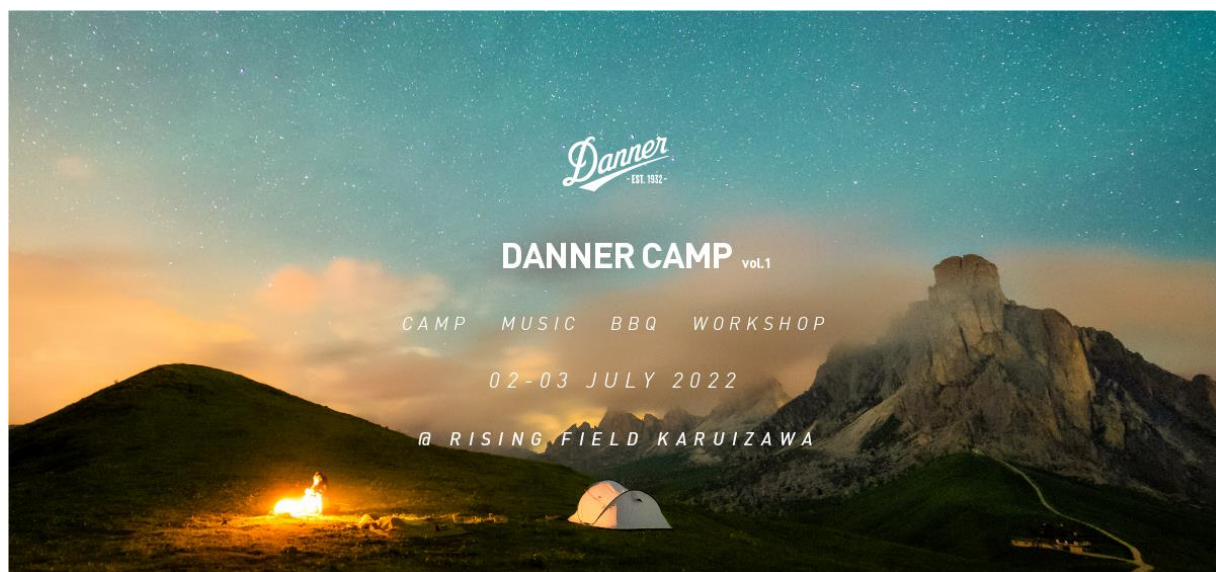 Danner
- EST. 1932 -
DANNER CAMP vol.1
CAMP MUSIC BBQ WORKSHOP
02-03 JULY 2022
@ RISING FIELD KARUIZAWA